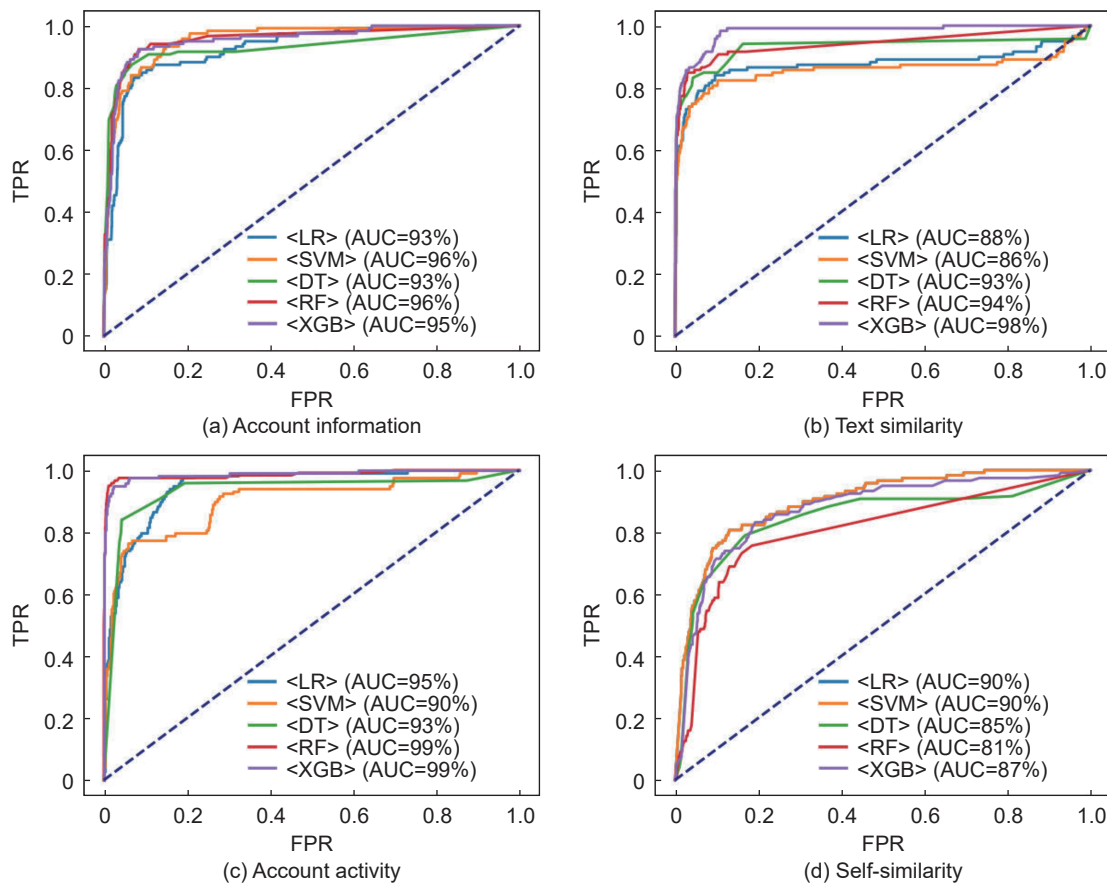 1.0
0.8
0.6
0.4
0.2
0
TPR
<LR> (AUC=93%)
<SVM> (AUC=96%)
<DT> (AUC=93%)
<RF> (AUC=96%)
<XGB> (AUC=95%)
0 0.2 0.4 0.6 0.8 1.0
FPR
(a) Account information
1.0
0.8
0.6
0.4
0.2
0
TPR
<LR> (AUC=88%)
<SVM> (AUC=86%)
<DT> (AUC=93%)
<RF> (AUC=94%)
<XGB> (AUC=98%)
0 0.2 0.4 0.6 0.8 1.0
FPR
(b) Text similarity
1.0
0.8
0.6
0.4
0.2
0
TPR
<LR> (AUC=95%)
<SVM> (AUC=90%)
<DT> (AUC=93%)
<RF> (AUC=99%)
<XGB> (AUC=99%)
0 0.2 0.4 0.6 0.8 1.0
FPR
(c) Account activity
1.0
0.8
0.6
0.4
0.2
0
TPR
<LR> (AUC=90%)
<SVM> (AUC=90%)
<DT> (AUC=85%)
<RF> (AUC=81%)
<XGB> (AUC=87%)
0 0.2 0.4 0.6 0.8 1.0
FPR
(d) Self-similarity